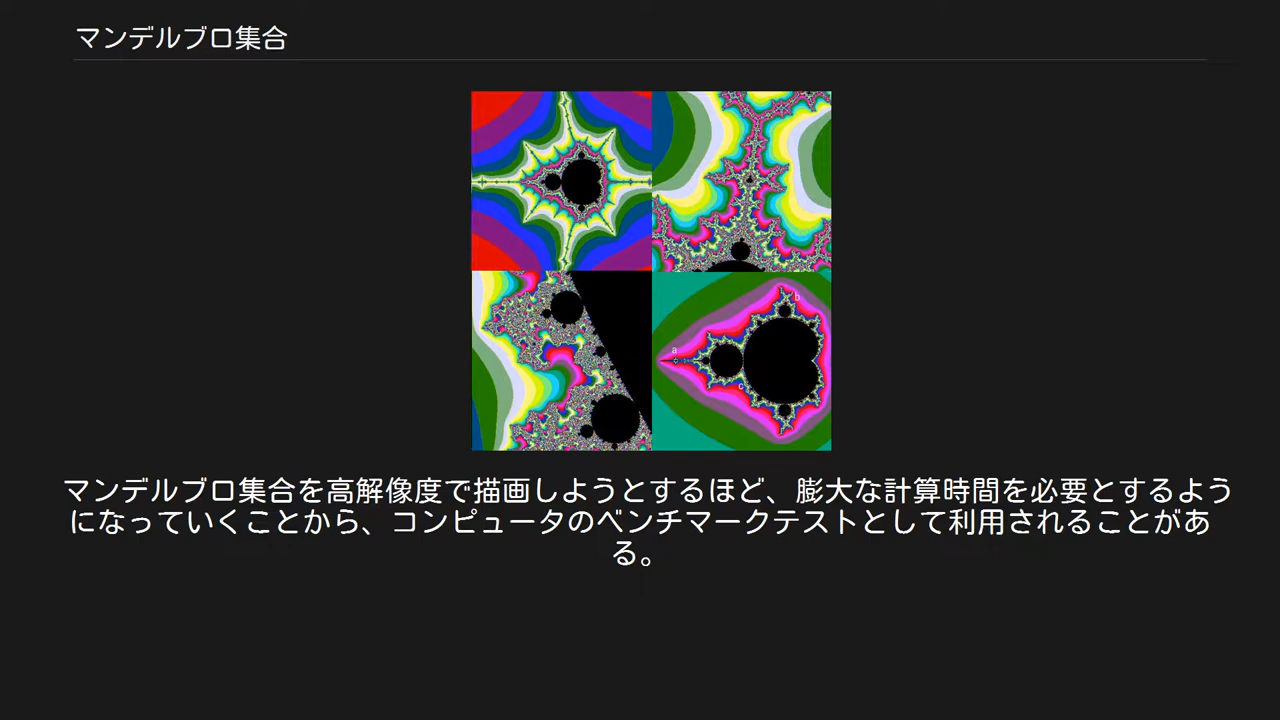 マンデルブロ集合
b
a
c
マンデルブロ集合を高解像度で描画しようとするほど、膨大な計算時間を必要とするよう
になっていくことから、コンピュータのベンチマークテストとして利用されることがあ
る。